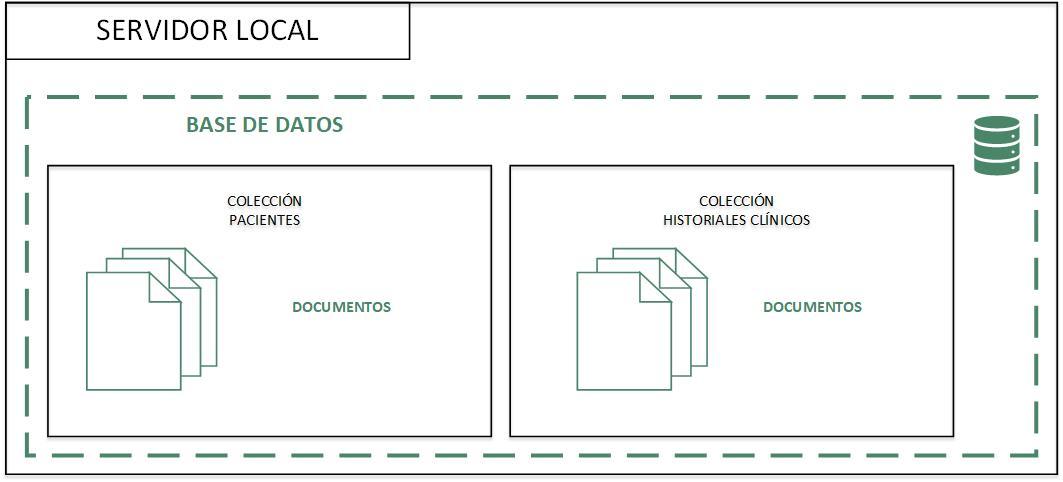 SERVIDOR LOCAL
BASE DE DATOS
COLECCIÓN
PACIENTES
DOCUMENTOS
COLECCIÓN
HISTORIALES CLÍNICOS
DOCUMENTOS